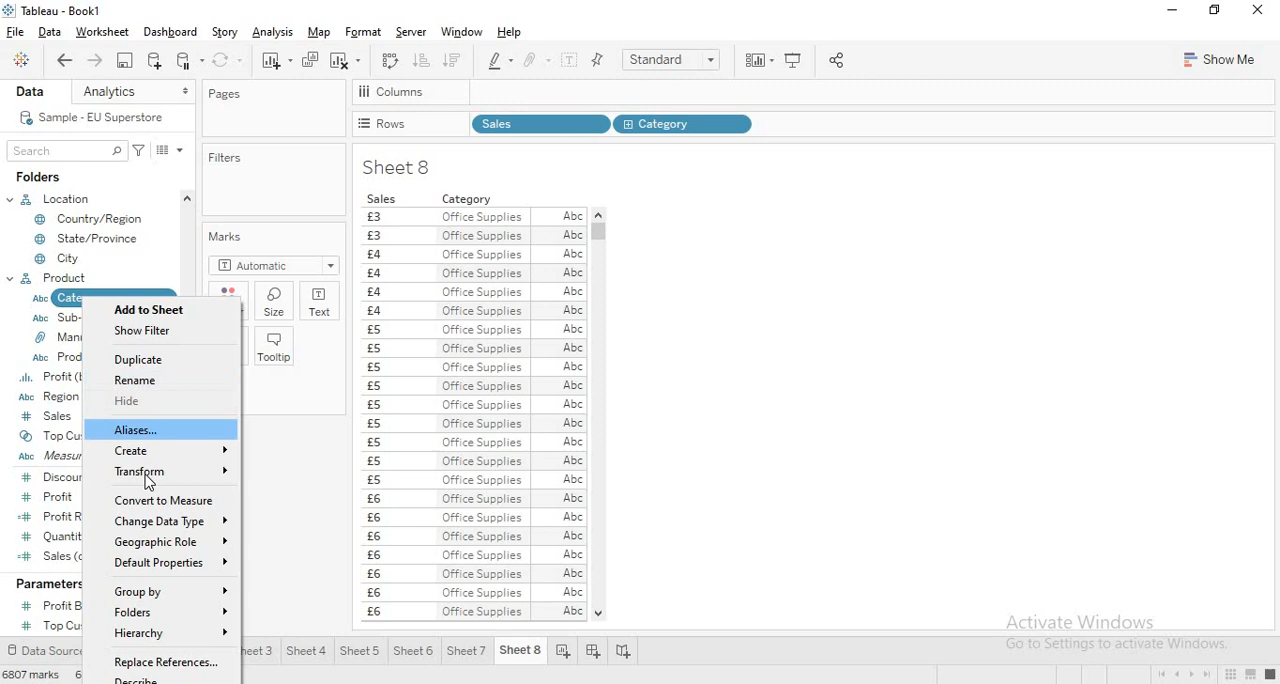 Tableau - Book1
File Data Worksheet Dashboard Story Analysis Map Format Server Window Help
Standard
Show Me
Data Analytics
Sample - EU Superstore
Search
Folders
Location
Country/Region
State/Province
City
Product
Abc
Abc
Abc
Abc Region
Sales
Abc
Profit
Parameters
Pages
Filters
Marks
Automatic
Size
Text
Tooltip
Add to Sheet
Show Filter
Duplicate
Rename
Hide
Aliases...
Create
Transform
Convert to Measure
Change Data Type
Geographic Role
Default Properties
Group by
Folders
Hierarchy
Replace References...
Describe
Columns
Rows Sales Category
Sheet 8
Sales Category
£3 Office Supplies Abc
£3 Office Supplies Abc
£4 Office Supplies Abc
£4 Office Supplies Abc
£4 Office Supplies Abc
£4 Office Supplies Abc
£5 Office Supplies Abc
£5 Office Supplies Abc
£5 Office Supplies Abc
£5 Office Supplies Abc
£5 Office Supplies Abc
£5 Office Supplies Abc
£5 Office Supplies Abc
£5 Office Supplies Abc
£5 Office Supplies Abc
£6 Office Supplies Abc
£6 Office Supplies Abc
£6 Office Supplies Abc
£6 Office Supplies Abc
£6 Office Supplies Abc
£6 Office Supplies Abc
£6 Office Supplies Abc
Activate Windows
Go to Settings to activate Windows.
Data Source Sheet 4 Sheet 7 Sheet 8
6807 marks